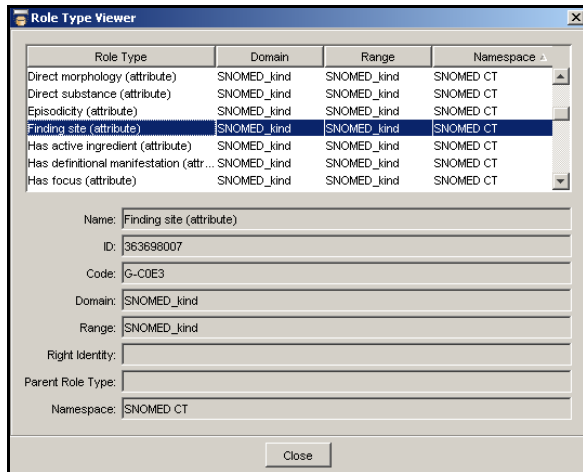 Role Type Viewer
Role Type Domain Range Namespace
Direct morphology (attribute) SNOMED_kind SNOMED_kind SNOMED CT
Direct substance (attribute) SNOMED_kind SNOMED_kind SNOMED CT
Episodicity (attribute) SNOMED_kind SNOMED_kind SNOMED CT
Finding site (attribute) SNOMED_kind SNOMED_kind SNOMED CT
Has active ingredient (attribute) SNOMED_kind SNOMED_kind SNOMED CT
Has definitional manifestation (attr... SNOMED_kind SNOMED_kind SNOMED CT
Has focus (attribute) SNOMED_kind SNOMED_kind SNOMED CT
Name: Finding site (attribute)
ID: 363698007
Code: G-C0E3
Domain: SNOMED_kind
Range: SNOMED_kind
Right Identity:
Parent Role Type:
Namespace: SNOMED CT
Close